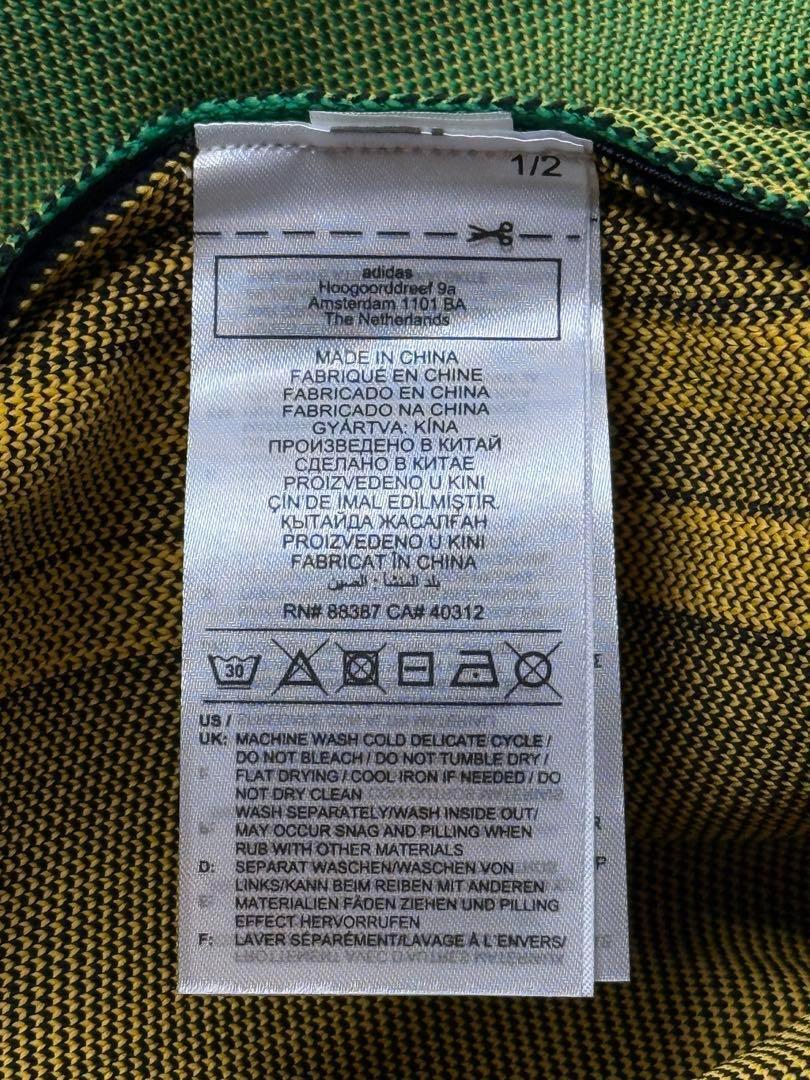 1/2
adidas
Hoogoorddreef 9a
Amsterdam 1101 BA
The Netherlands
MADE IN CHINA
FABRIQUÉ EN CHINE
FABRICADO EN CHINA
FABRICADO NA CHINA
GYÁRTVA: KÍNA
ПРОИЗВЕДЕНО В КИТАЙ
СДЕЛАНО В КИТАЕ
PROIZVEDENO U KINI
ÇİN'DE İMAL EDİLMİŞTİR.
ҚЫТАЙДА ЖАСАЛҒАН
PROIZVEDENO U KINI
FABRICAT ÎN CHINA
بلد المنشأ : الصين
RN# 88387 CA# 40312
30
US /
UK: MACHINE WASH COLD DELICATE CYCLE /
DO NOT BLEACH / DO NOT TUMBLE DRY /
FLAT DRYING / COOL IRON IF NEEDED / DO
NOT DRY CLEAN
WASH SEPARATELY/WASH INSIDE OUT/
MAY OCCUR SNAG AND PILLING WHEN
RUB WITH OTHER MATERIALS
D: SEPARAT WASCHEN/WASCHEN VON
LINKS/KANN BEIM REIBEN MIT ANDEREN
MATERIALIEN FÄDEN ZIEHEN UND PILLING
EFFECT HERVORRUFEN
F: LAVER SÉPARÉMENT/LAVAGE À L'ENVERS/